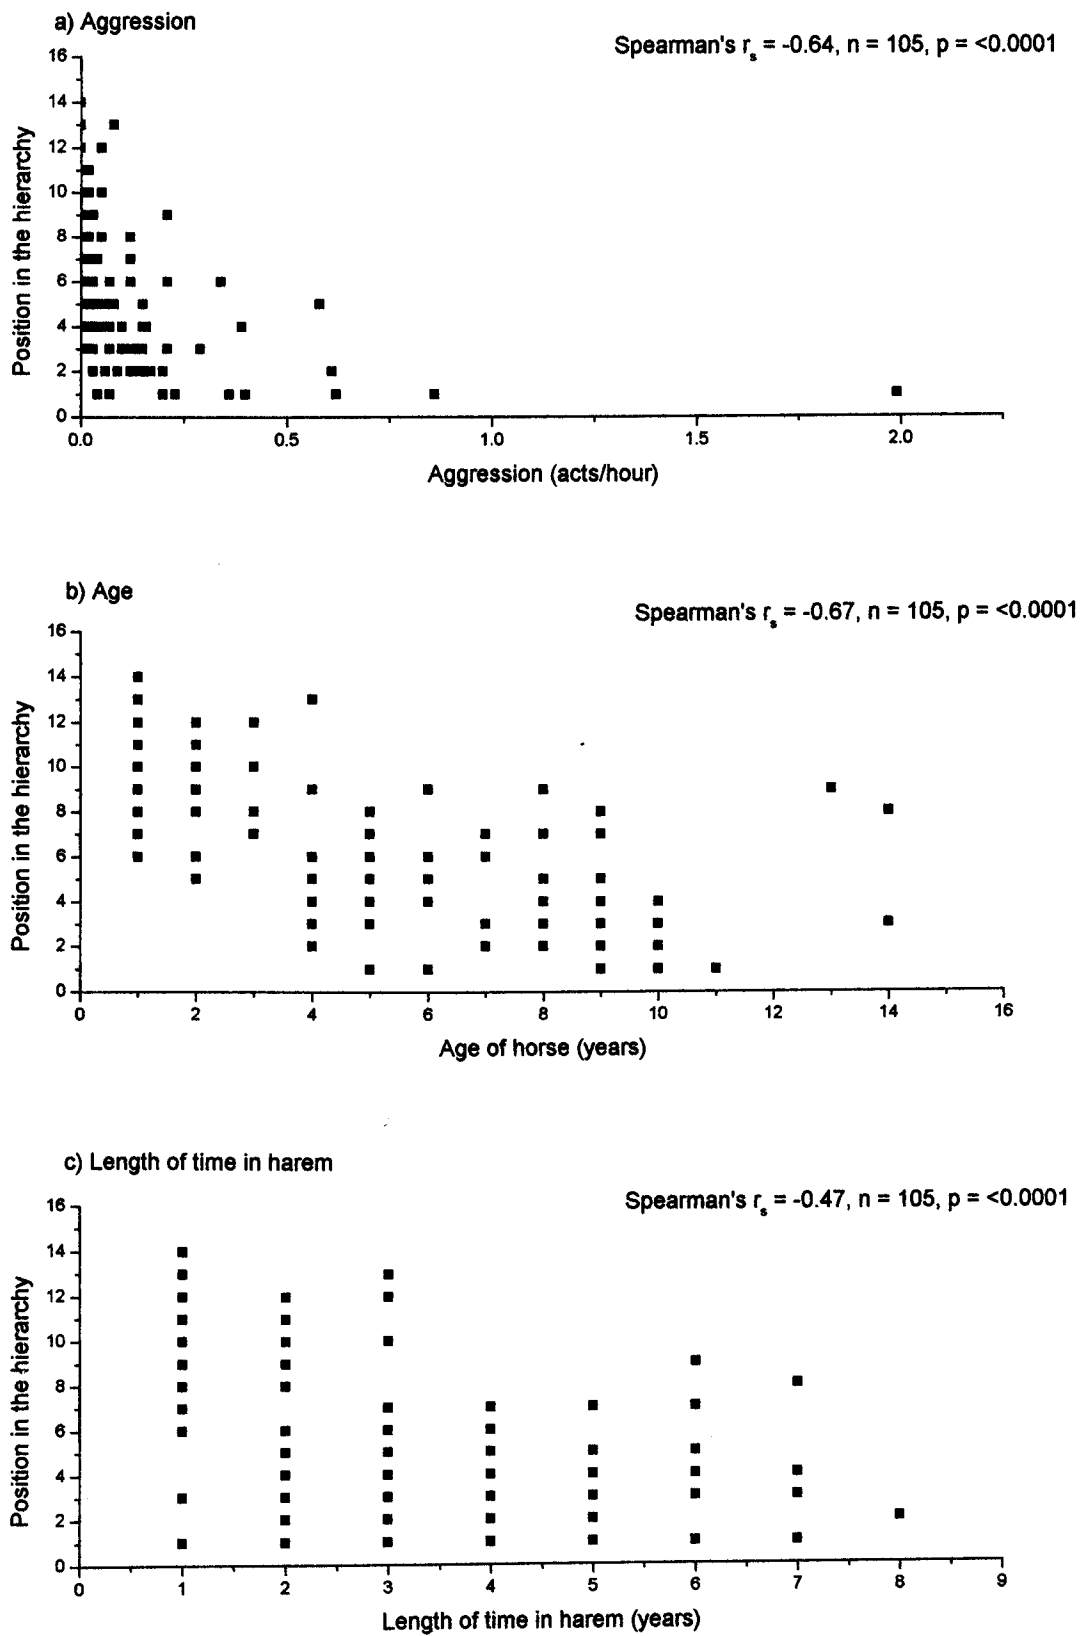 a) Aggression
Spearman's rs = -0.64, n = 105, p = <0.0001
Position in the hierarchy
16
14
12
10
8
6
4
2
0
0.0 0.5 1.0 1.5 2.0
Aggression (acts/hour)
b) Age
Spearman's rs = -0.67, n = 105, p = <0.0001
Position in the hierarchy
16
14
12
10
8
6
4
2
0
0 2 4 6 8 10 12 14 16
Age of horse (years)
c) Length of time in harem
Spearman's rs = -0.47, n = 105, p = <0.0001
Position in the hierarchy
16
14
12
10
8
6
4
2
0
0 1 2 3 4 5 6 7 8 9
Length of time in harem (years)